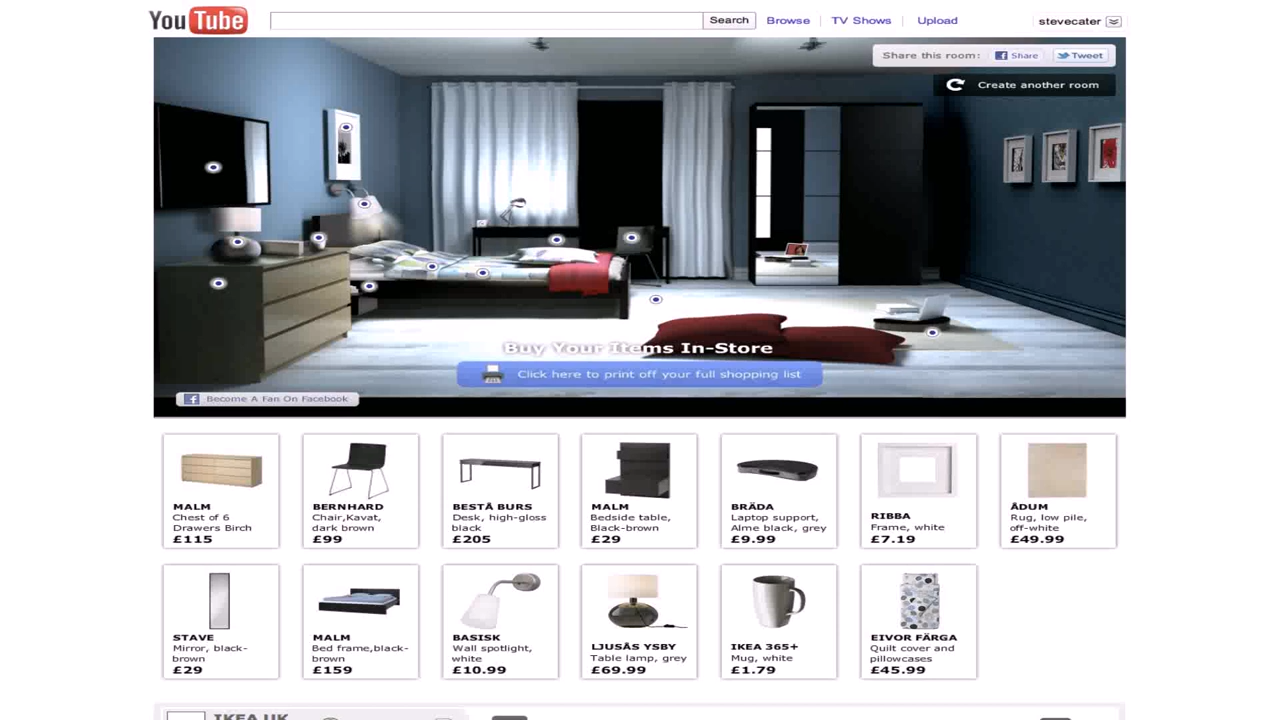 YouTube
Search
Browse
TV Shows
Upload
stevecater
Share this room:
Share
Tweet
Create another room
Buy Your Items In-Store
Click here to print off your full shopping list
Become A Fan On Facebook
MALM
Chest of 6
Drawers Birch
£115
BERNHARD
Chair,Kavat,
dark brown
£99
BESTÅ BURS
Desk, high-gloss
black
£205
MALM
Bedside table,
Black-brown
£29
BRÄDA
Laptop support,
Alme black, grey
£9.99
RIBBA
Frame, white
£7.19
ÅDUM
Rug, low pile,
off-white
£49.99
STAVE
Mirror, black-
brown
£29
MALM
Bed frame,black-
brown
£159
BASISK
Wall spotlight,
white
£10.99
LJUSÅS YSBY
Table lamp, grey
£69.99
IKEA 365+
Mug, white
£1.79
EIVOR FÄRGA
Quilt cover and
pillowcases
£45.99
IKEA UK